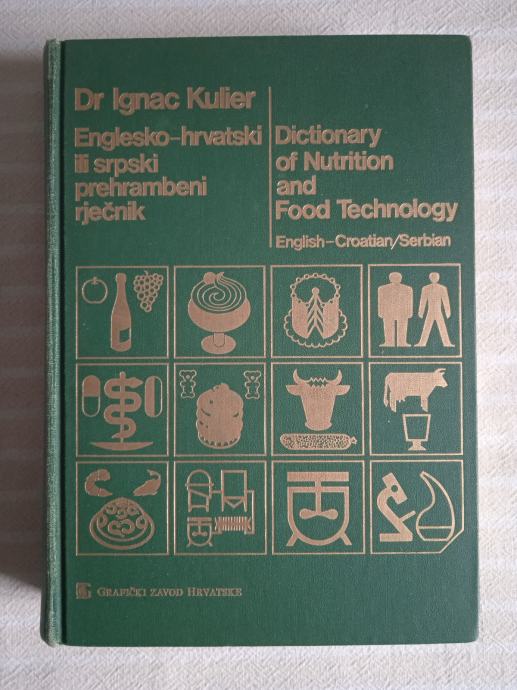 Dr Ignac Kulier
Englesko-hrvatski
ili srpski
prehrambeni
rječnik
Dictionary
of Nutrition
and
Food Technology
English-Croatian/Serbian
GRAFIČKI ZAVOD HRVATSKE